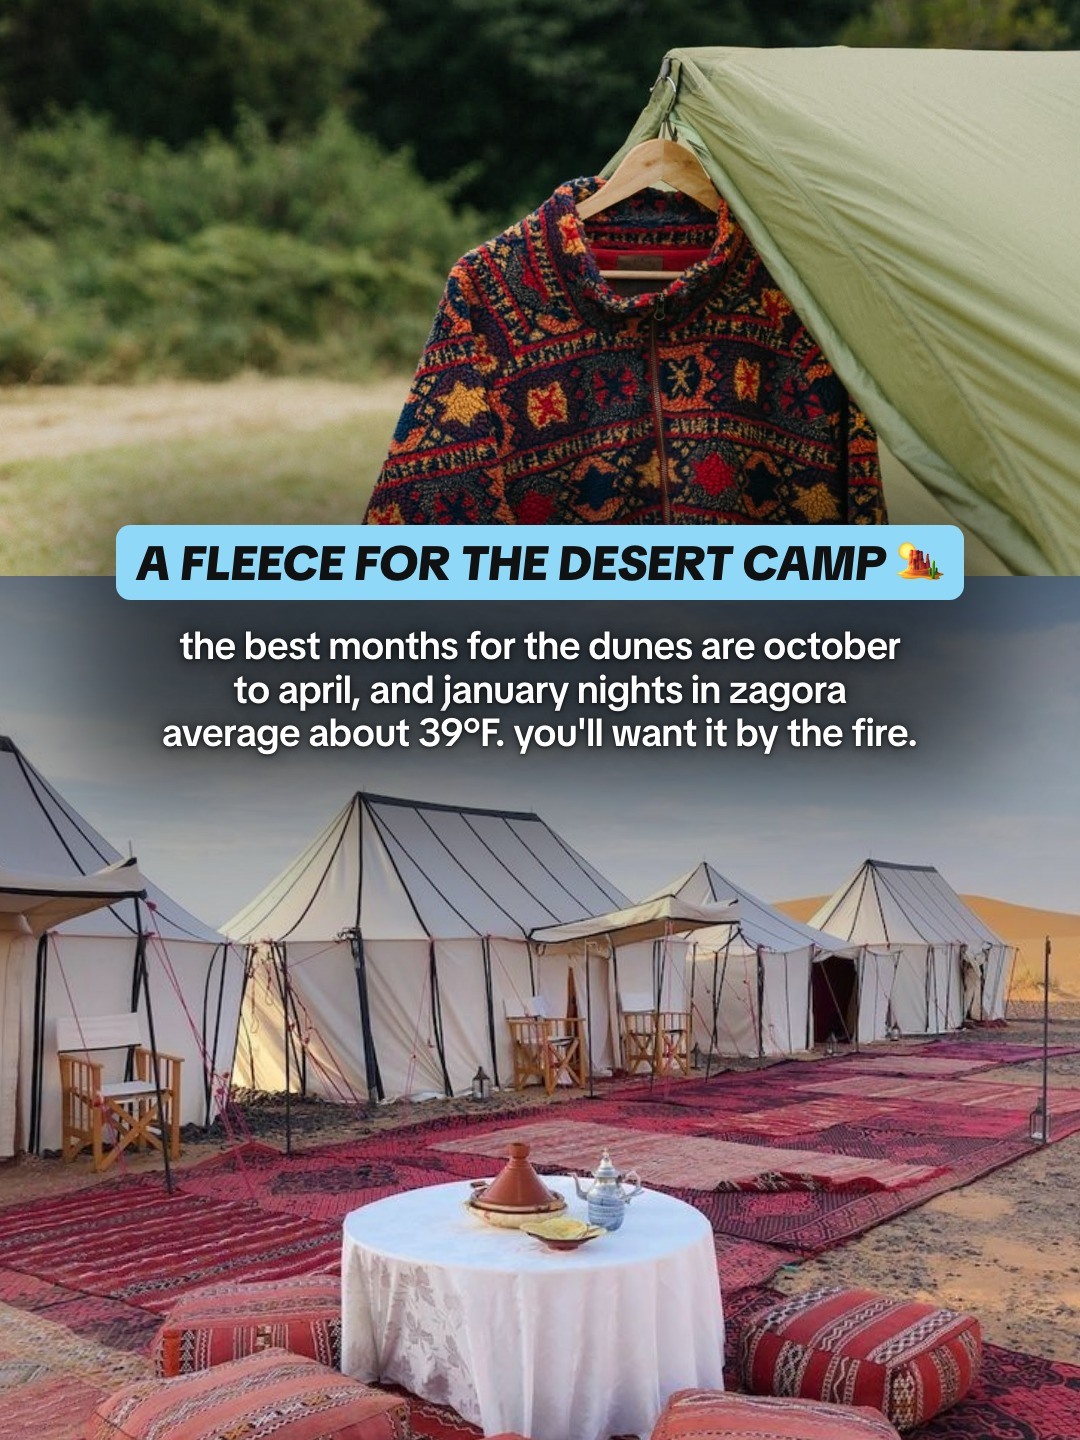 A FLEECE FOR THE DESERT CAMP 🏜️
the best months for the dunes are october
to april, and january nights in zagora
average about 39°F. you'll want it by the fire.